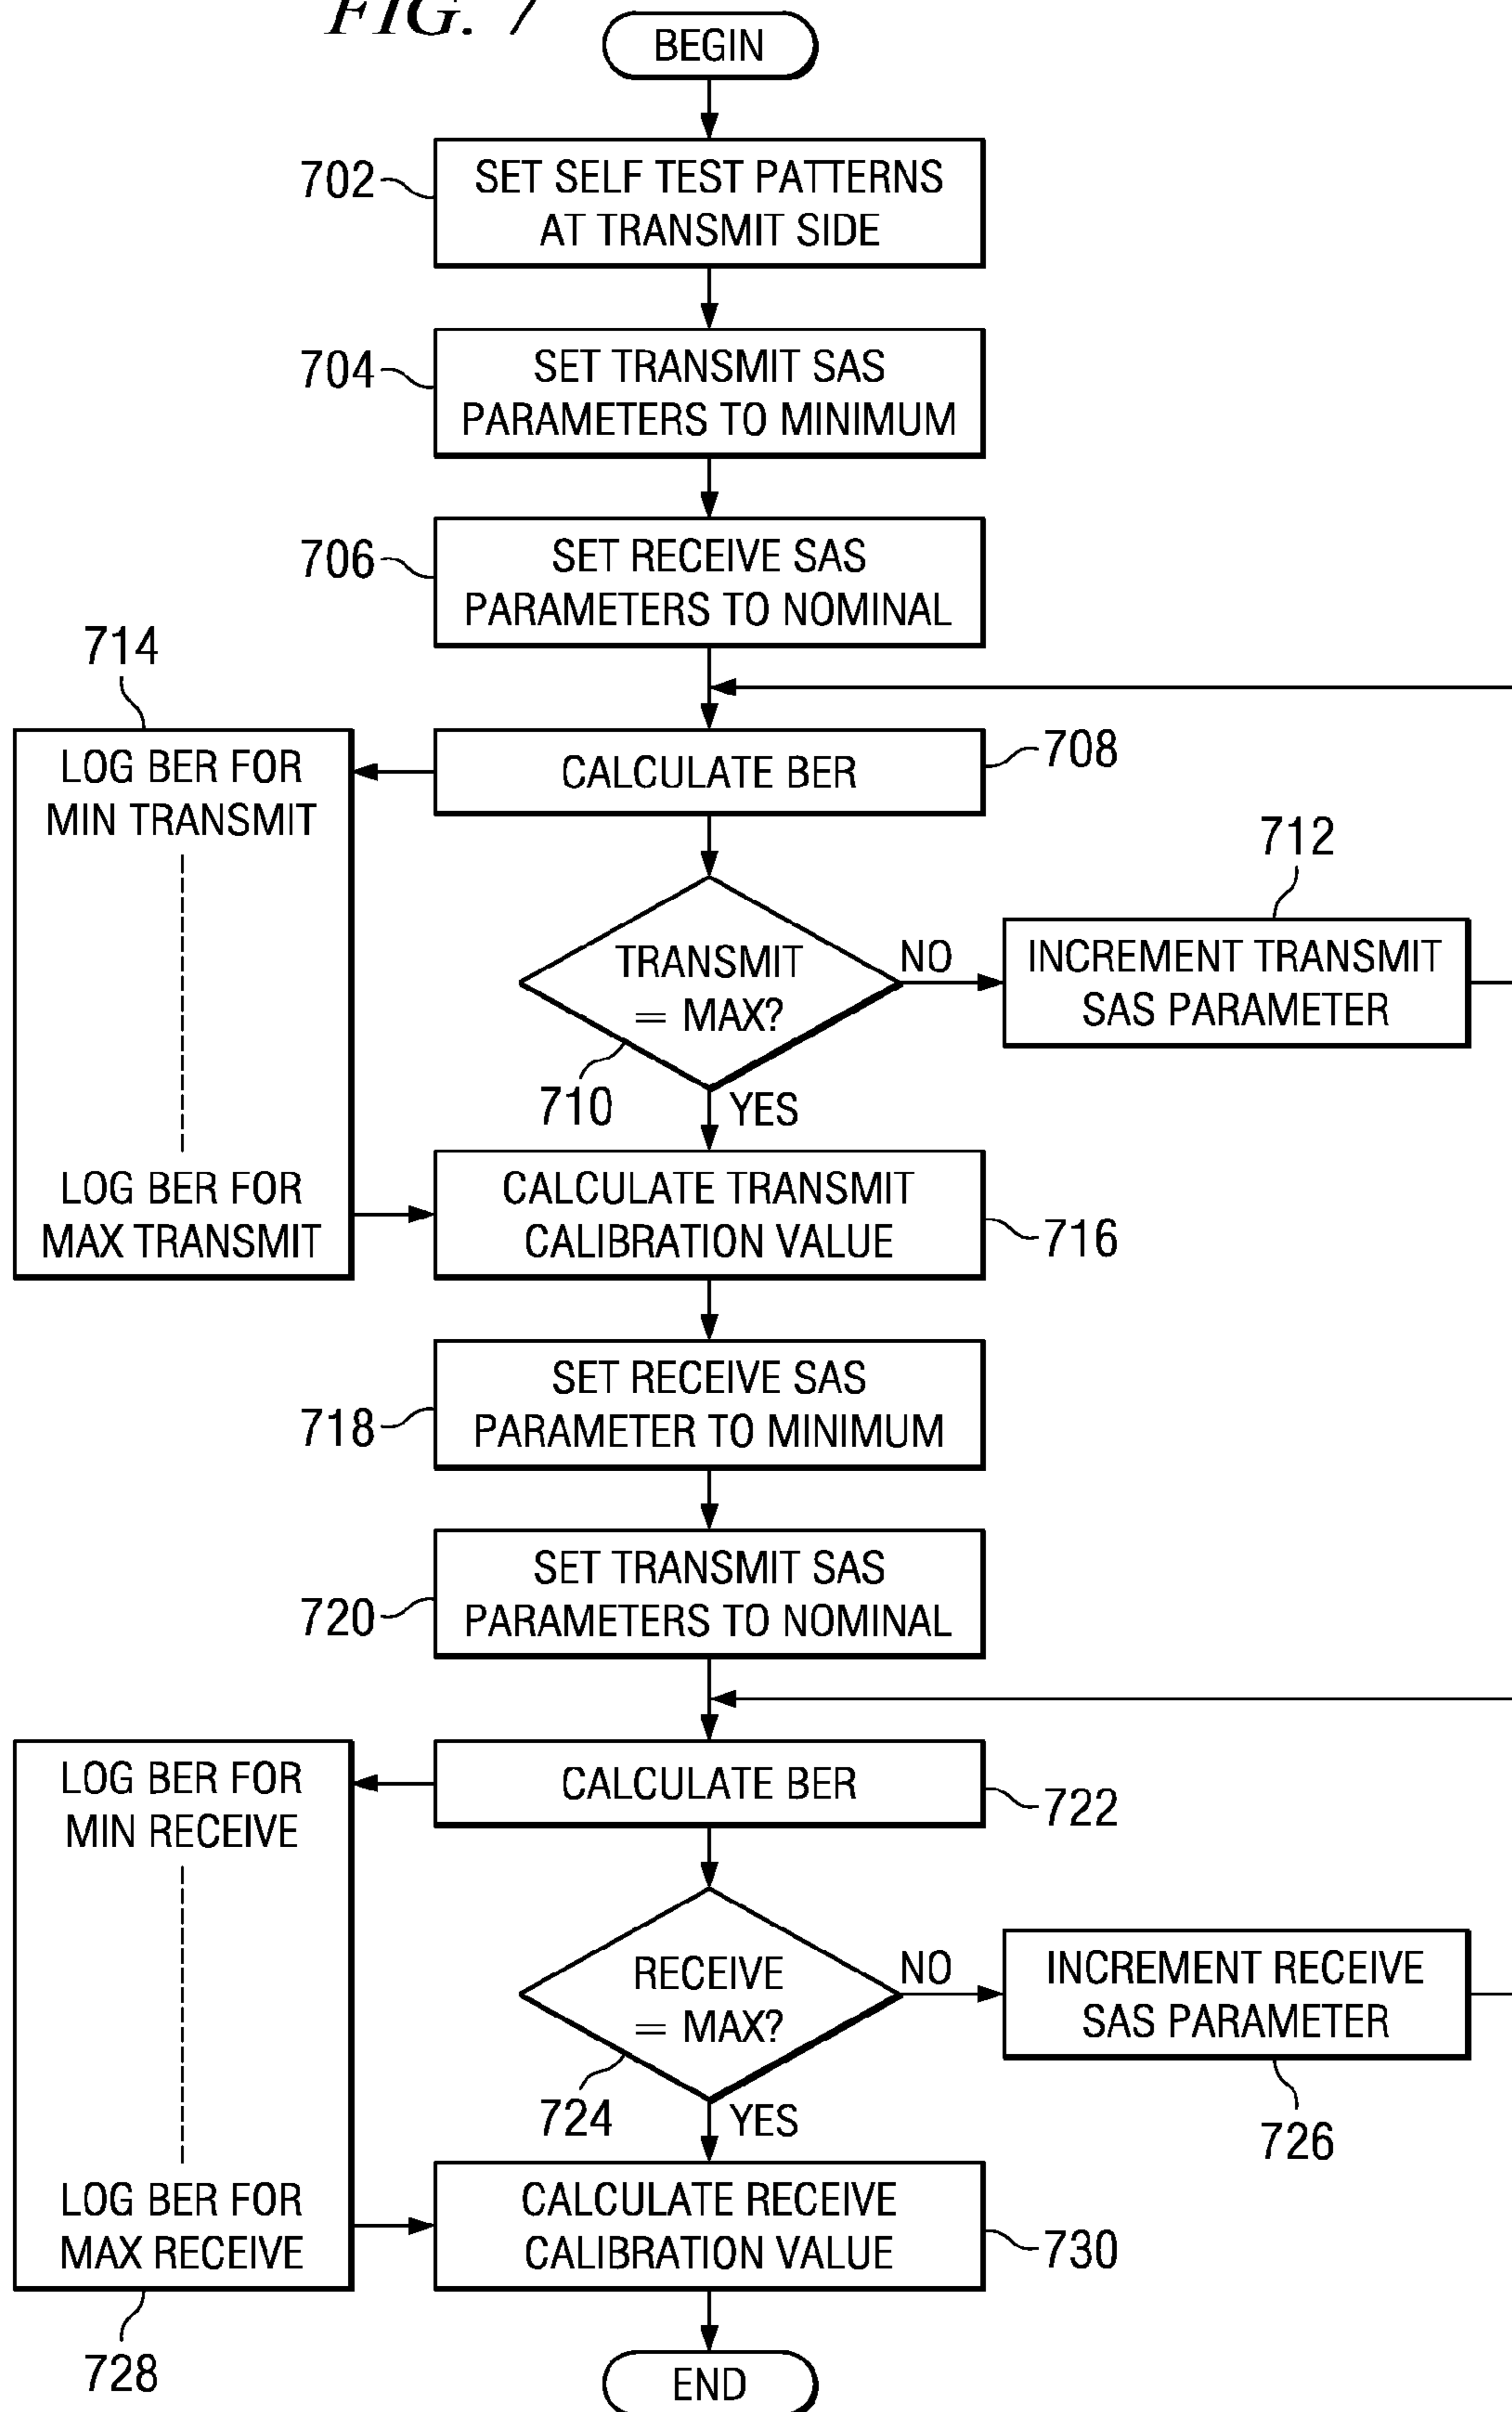 FIG. 7
BEGIN
702
SET SELF TEST PATTERNS
AT TRANSMIT SIDE
704
SET TRANSMIT SAS
PARAMETERS TO MINIMUM
706
SET RECEIVE SAS
PARAMETERS TO NOMINAL
714
LOG BER FOR
MIN TRANSMIT
LOG BER FOR
MAX TRANSMIT
CALCULATE BER
708
TRANSMIT
= MAX?
710
NO
YES
712
INCREMENT TRANSMIT
SAS PARAMETER
CALCULATE TRANSMIT
CALIBRATION VALUE
716
718
SET RECEIVE SAS
PARAMETER TO MINIMUM
720
SET TRANSMIT SAS
PARAMETERS TO NOMINAL
LOG BER FOR
MIN RECEIVE
LOG BER FOR
MAX RECEIVE
728
CALCULATE BER
722
RECEIVE
= MAX?
724
NO
YES
INCREMENT RECEIVE
SAS PARAMETER
726
CALCULATE RECEIVE
CALIBRATION VALUE
730
END